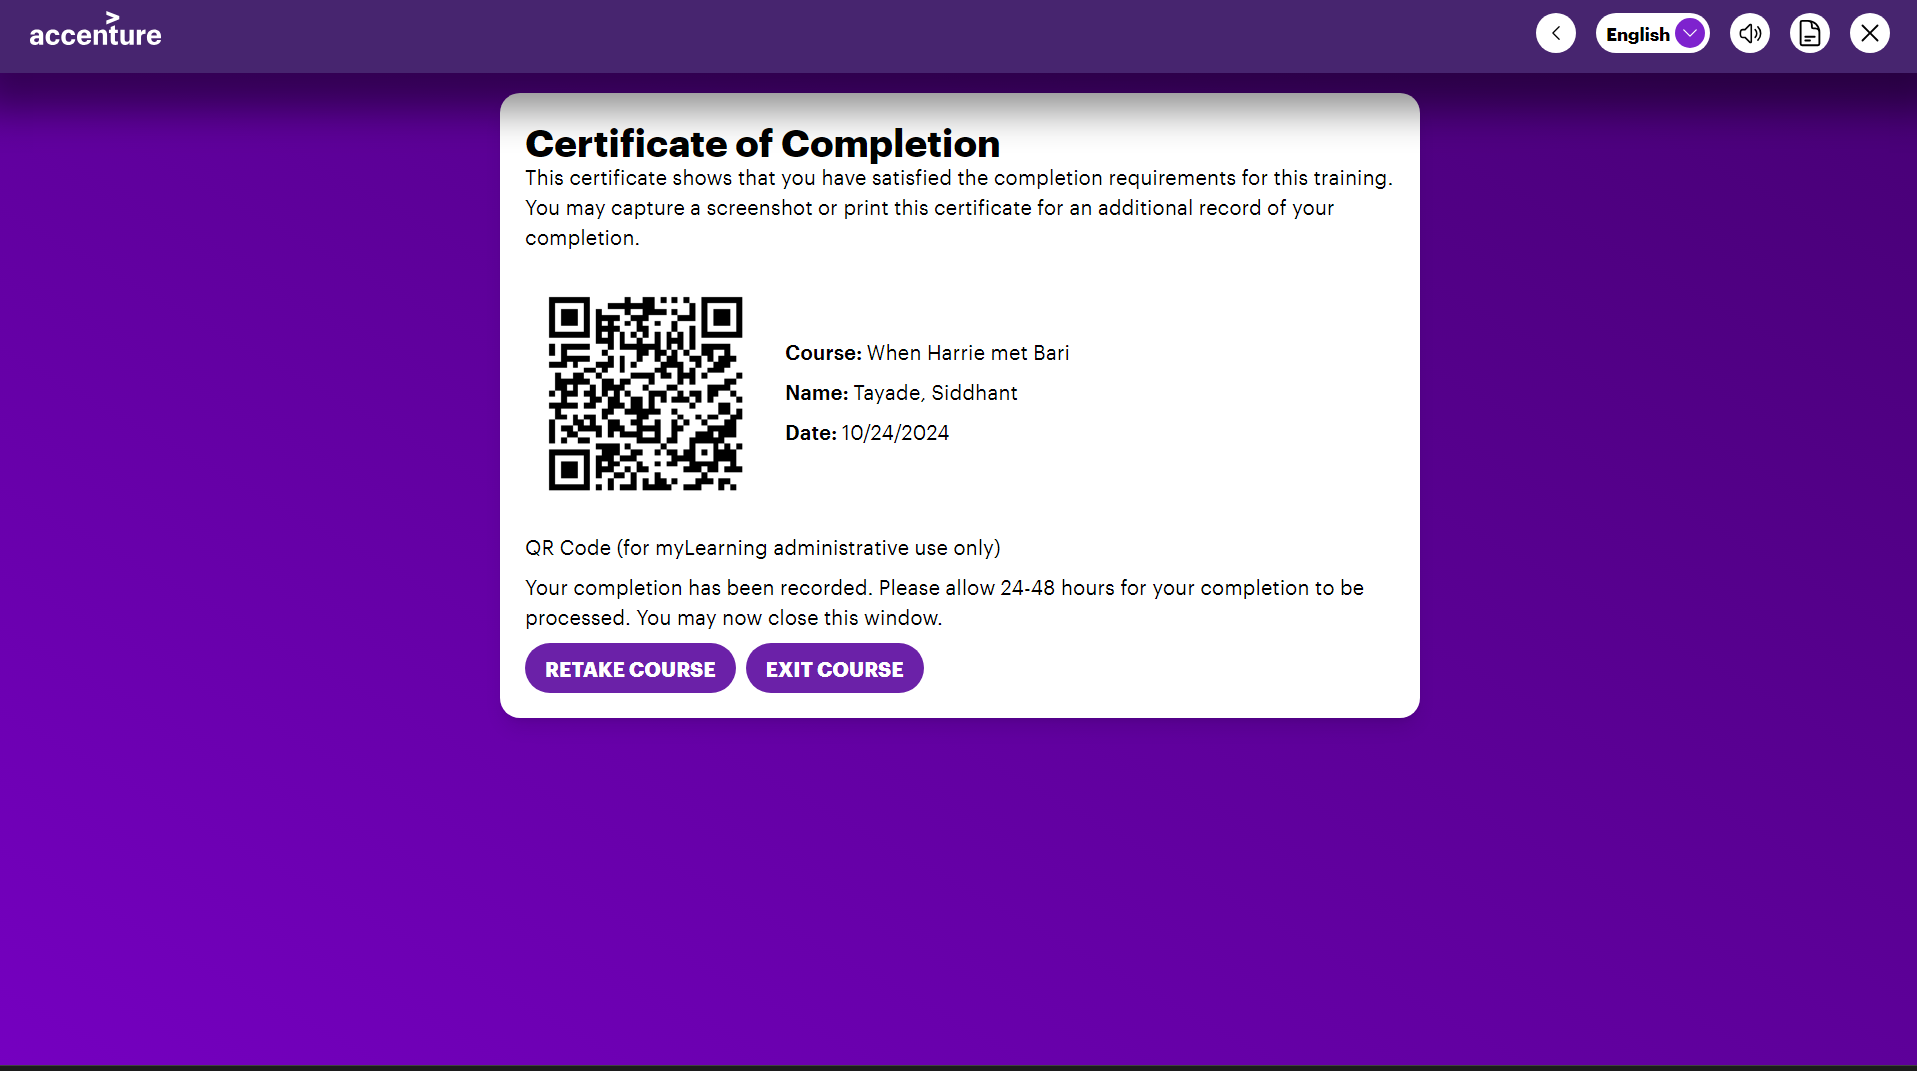 accenture
English
Certificate of Completion
This certificate shows that you have satisfied the completion requirements for this training.
You may capture a screenshot or print this certificate for an additional record of your
completion.
Course: When Harrie met Bari
Name: Tayade, Siddhant
Date: 10/24/2024
QR Code (for myLearning administrative use only)
Your completion has been recorded. Please allow 24-48 hours for your completion to be
processed. You may now close this window.
RETAKE COURSE
EXIT COURSE